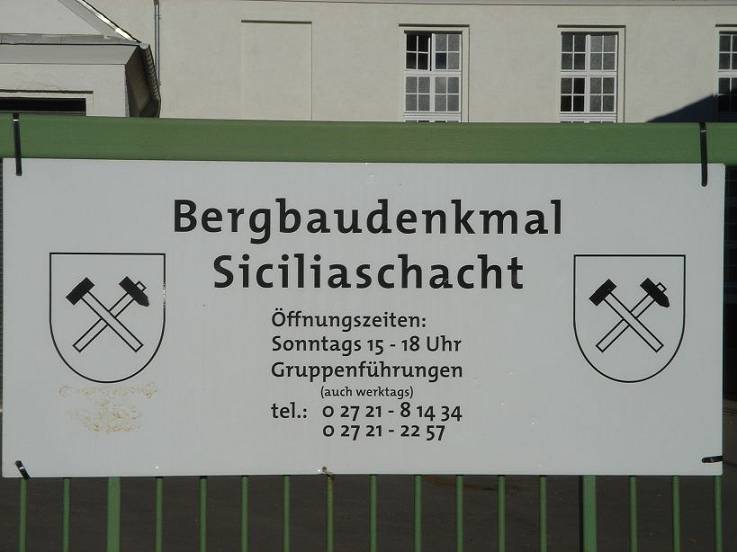 Bergbaudenkmal
Siciliaschacht
Öffnungszeiten:
Sonntags 15 - 18 Uhr
Gruppenführungen
(auch werktags)
tel.: 0 27 21 - 8 14 34
0 27 21 - 22 57